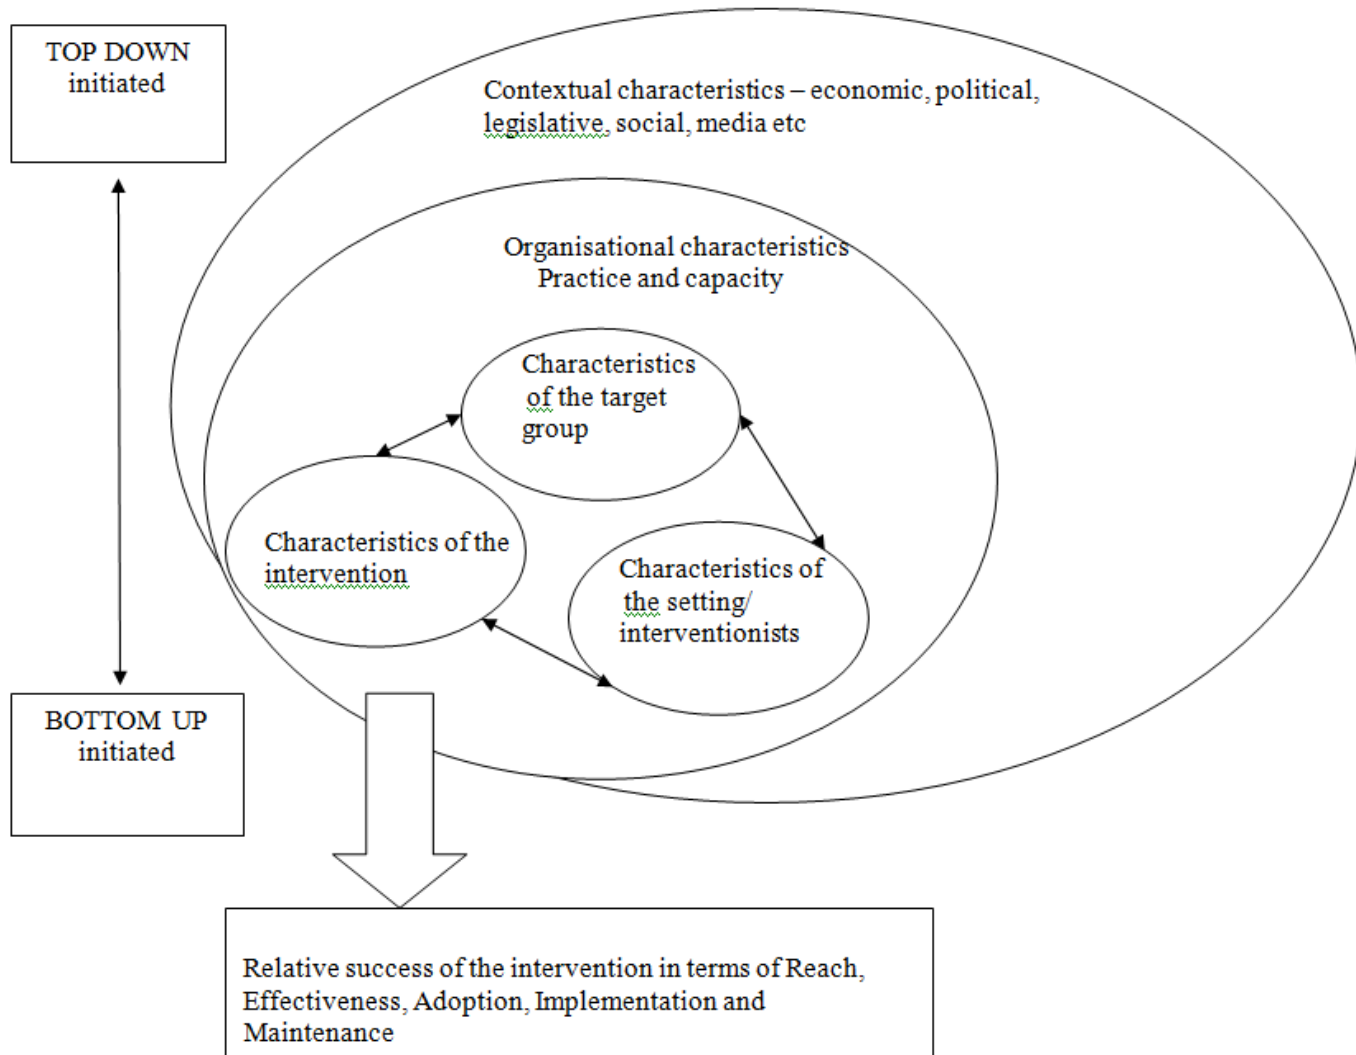 TOP DOWN
initiated
Contextual characteristics – economic, political,
legislative, social, media etc
Organisational characteristics
Practice and capacity
Characteristics
of the target
group
Characteristics of the
intervention
Characteristics of
the setting/
interventionists
BOTTOM UP
initiated
Relative success of the intervention in terms of Reach,
Effectiveness, Adoption, Implementation and
Maintenance